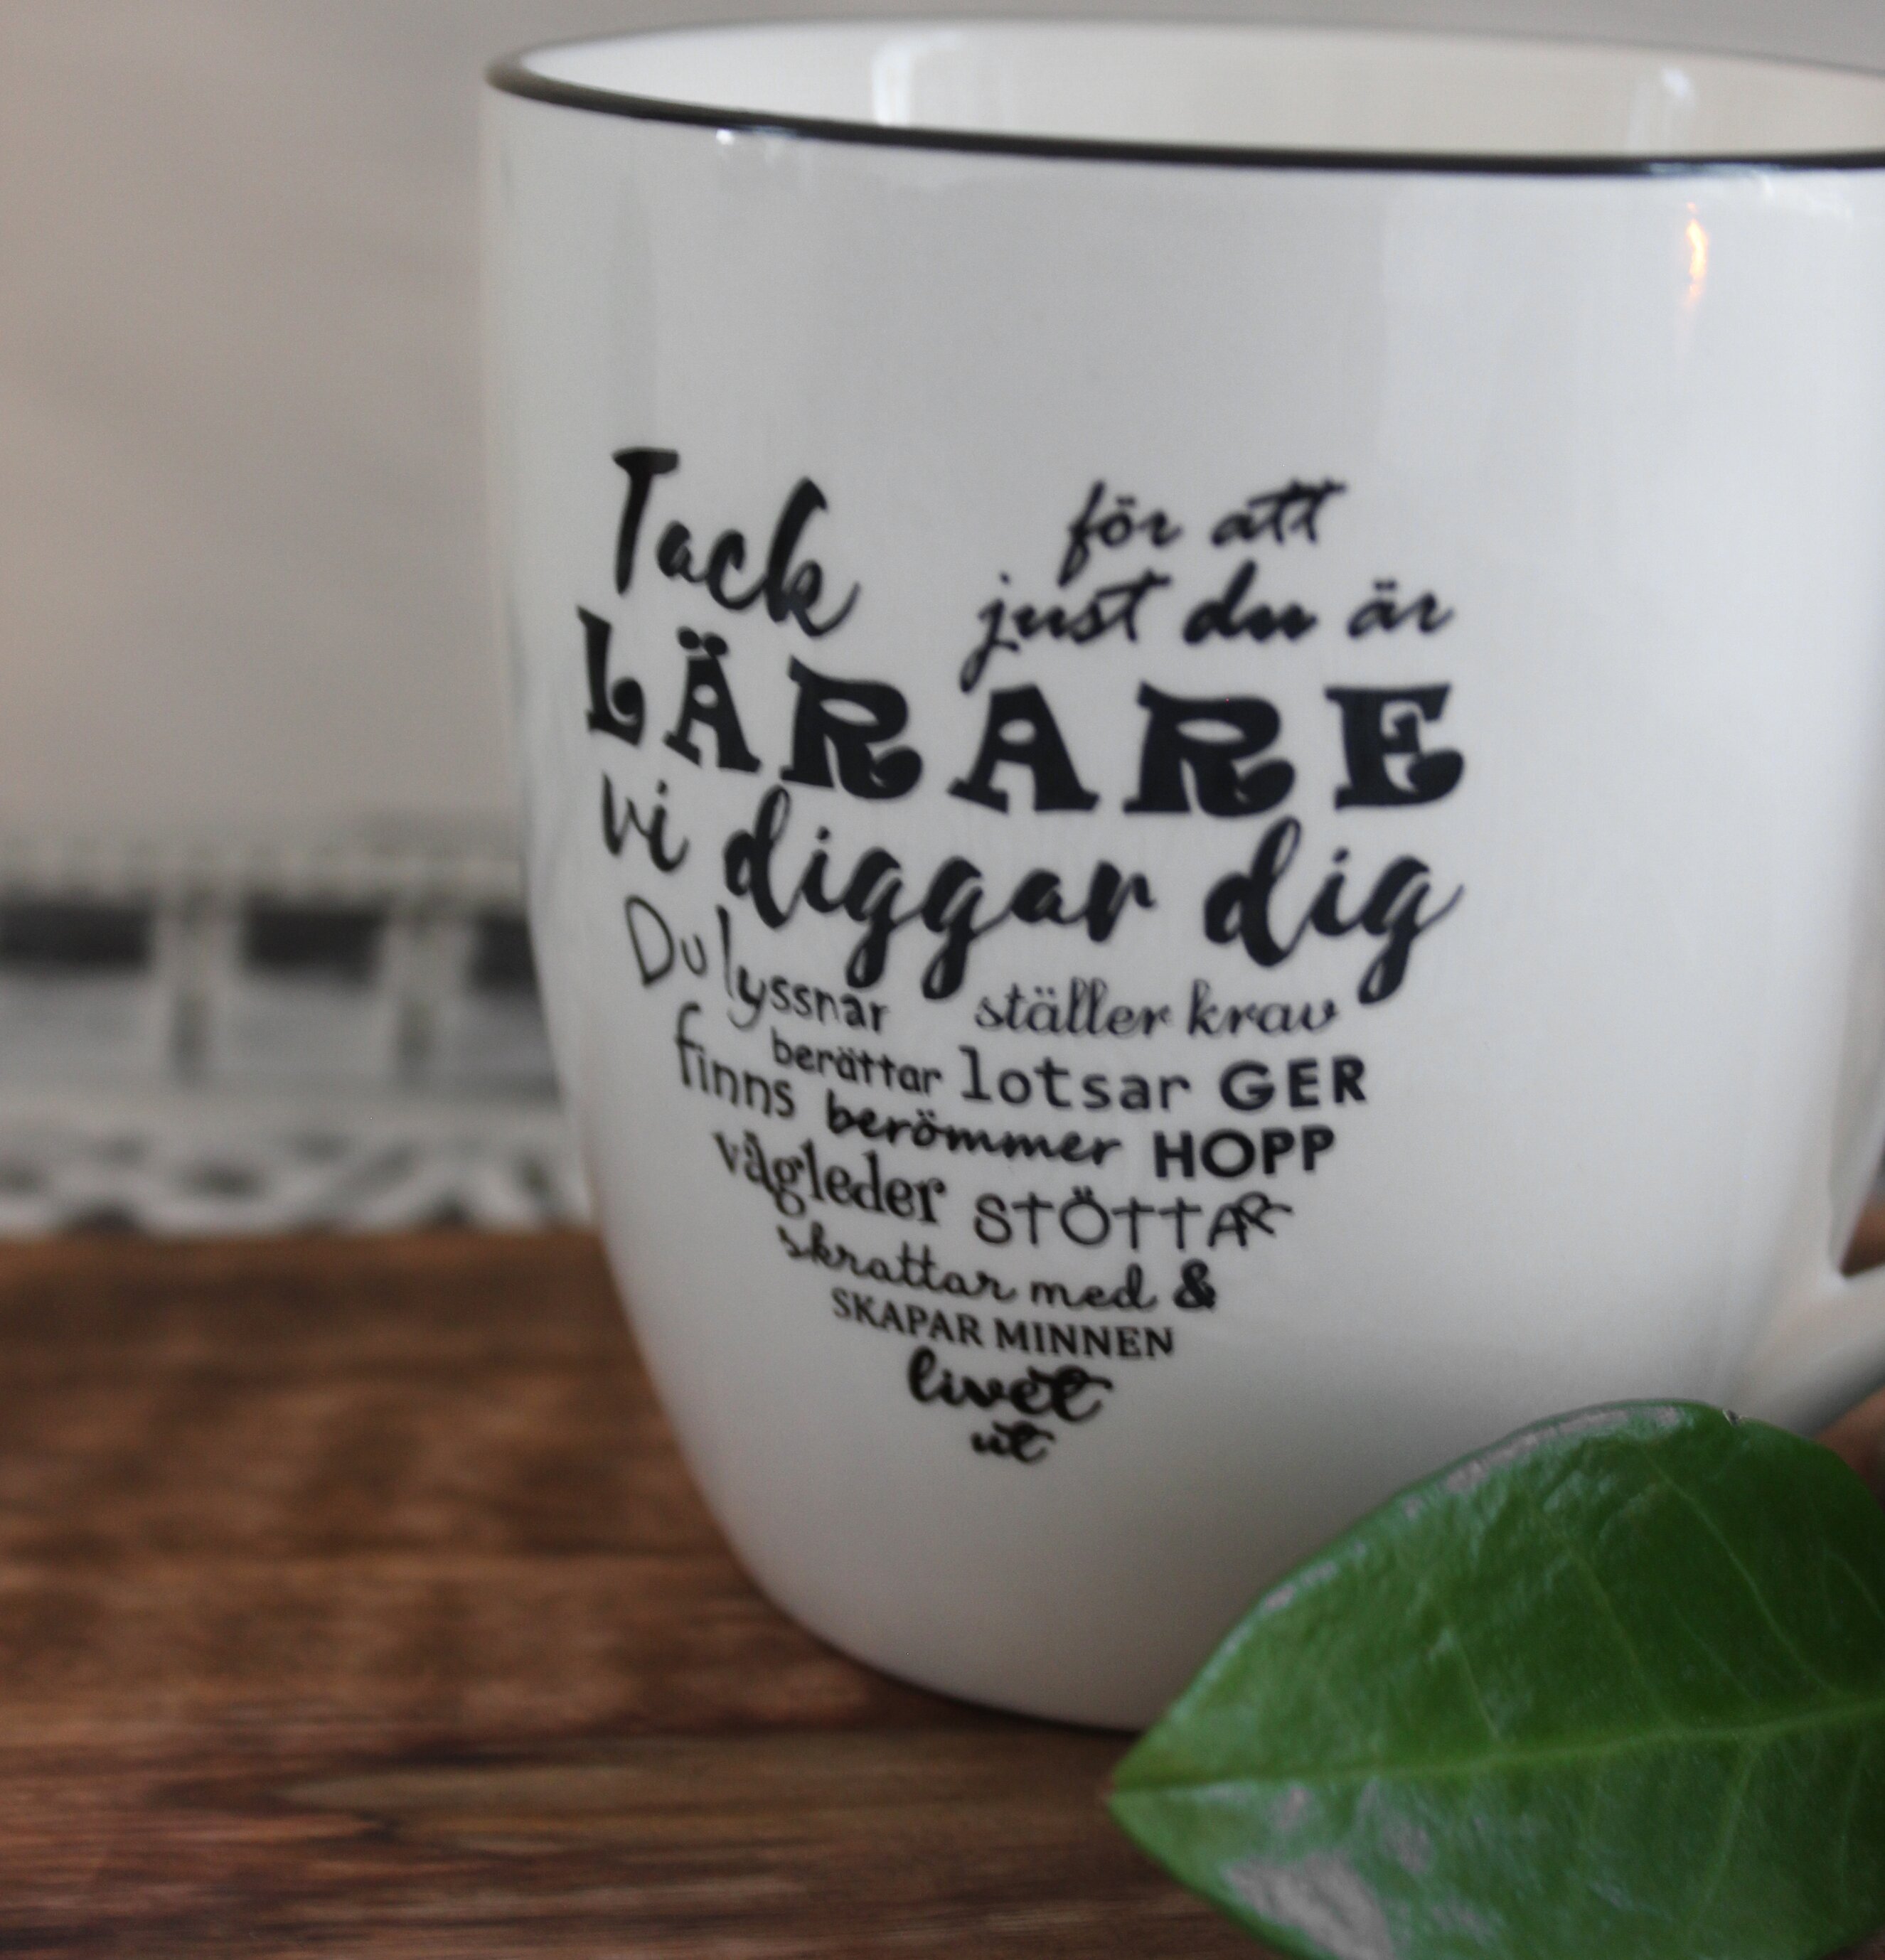 Tack för att
just du är
LÄRARE
vi diggar dig
Du lyssnar ställer krav
berättar lotsar GER
finns berömmer HOPP
vägleder STÖTTAR
skrattar med &
SKAPAR MINNEN
livet
ut